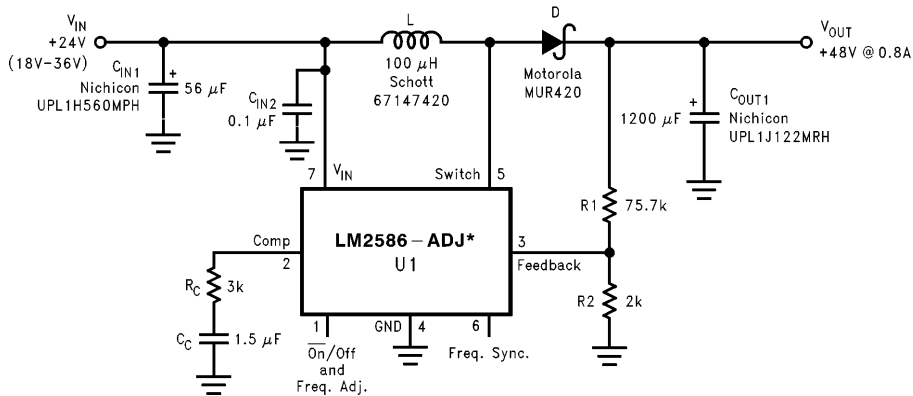 V_IN
+24V
(18V–36V)
C_IN1
Nichicon
UPL1H560MPH
+
56 μF
C_IN2
0.1 μF
L
100 μH
Schott
67147420
D
Motorola
MUR420
V_OUT
+48V @ 0.8A
+
1200 μF
C_OUT1
Nichicon
UPL1J122MRH
7
V_IN
Switch
5
R1
75.7k
LM2586–ADJ*
U1
Comp
2
3
Feedback
R_C
3k
C_C
1.5 μF
R2
2k
1
GND
4
6
O̅n̅/Off
and
Freq. Adj.
Freq. Sync.